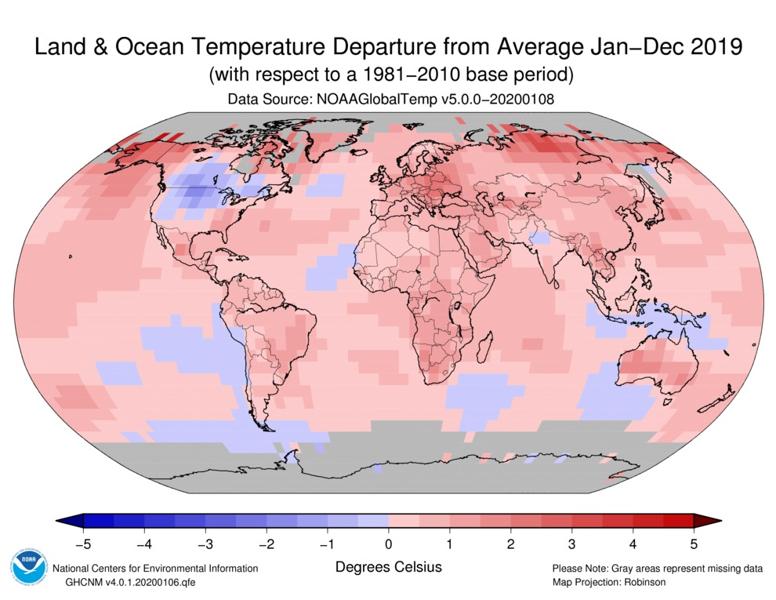 Land & Ocean Temperature Departure from Average Jan−Dec 2019
(with respect to a 1981−2010 base period)
Data Source: NOAAGlobalTemp v5.0.0−20200108
−5 −4 −3 −2 −1 0 1 2 3 4 5
Degrees Celsius
NOAA
National Centers for Environmental Information
GHCNM v4.0.1.20200106.qfe
Please Note: Gray areas represent missing data
Map Projection: Robinson